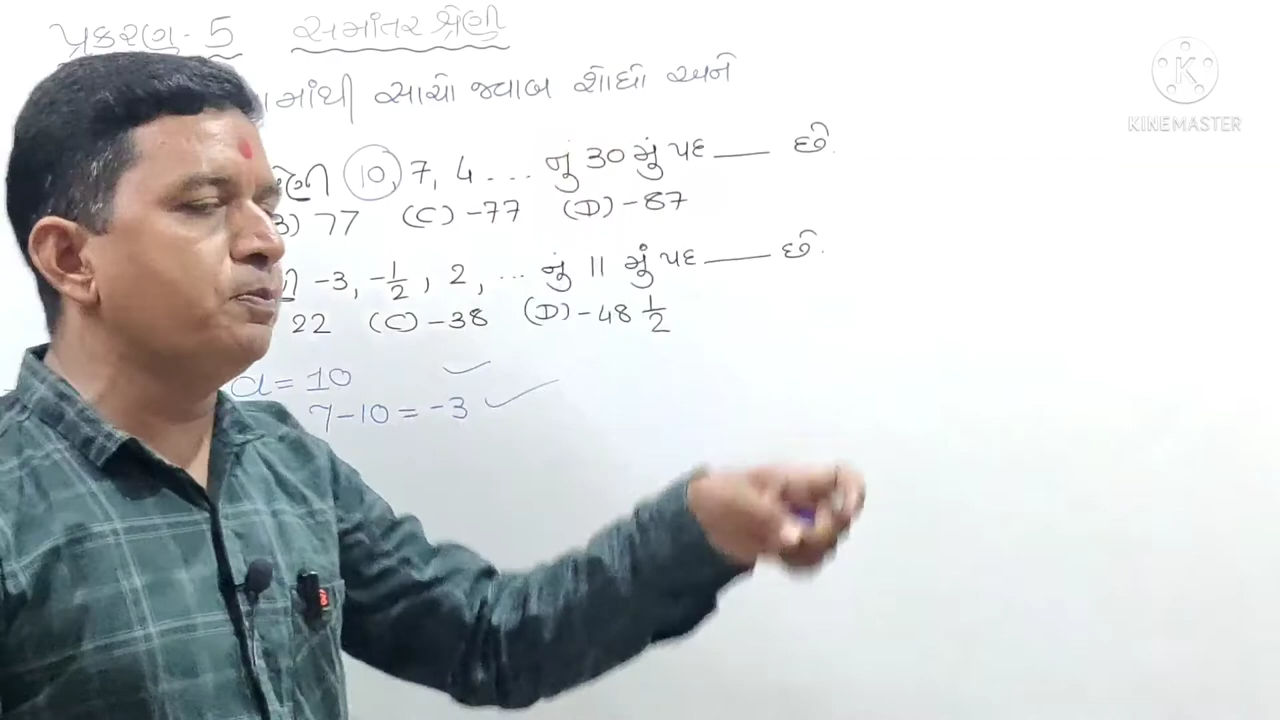 પ્રકરણ-5 સમાંતર શ્રેણી
માંથી સાચો જવાબ શોધો અને
10, 7, 4 ... નું 30 મું પદ ___ છે.
B) 77 (C) -77 (D) -87
-3, -1/2, 2, ... નું 11 મું પદ ___ છે.
22 (C) -38 (D) -48 1/2
a = 10
7-10 = -3
KINEMASTER